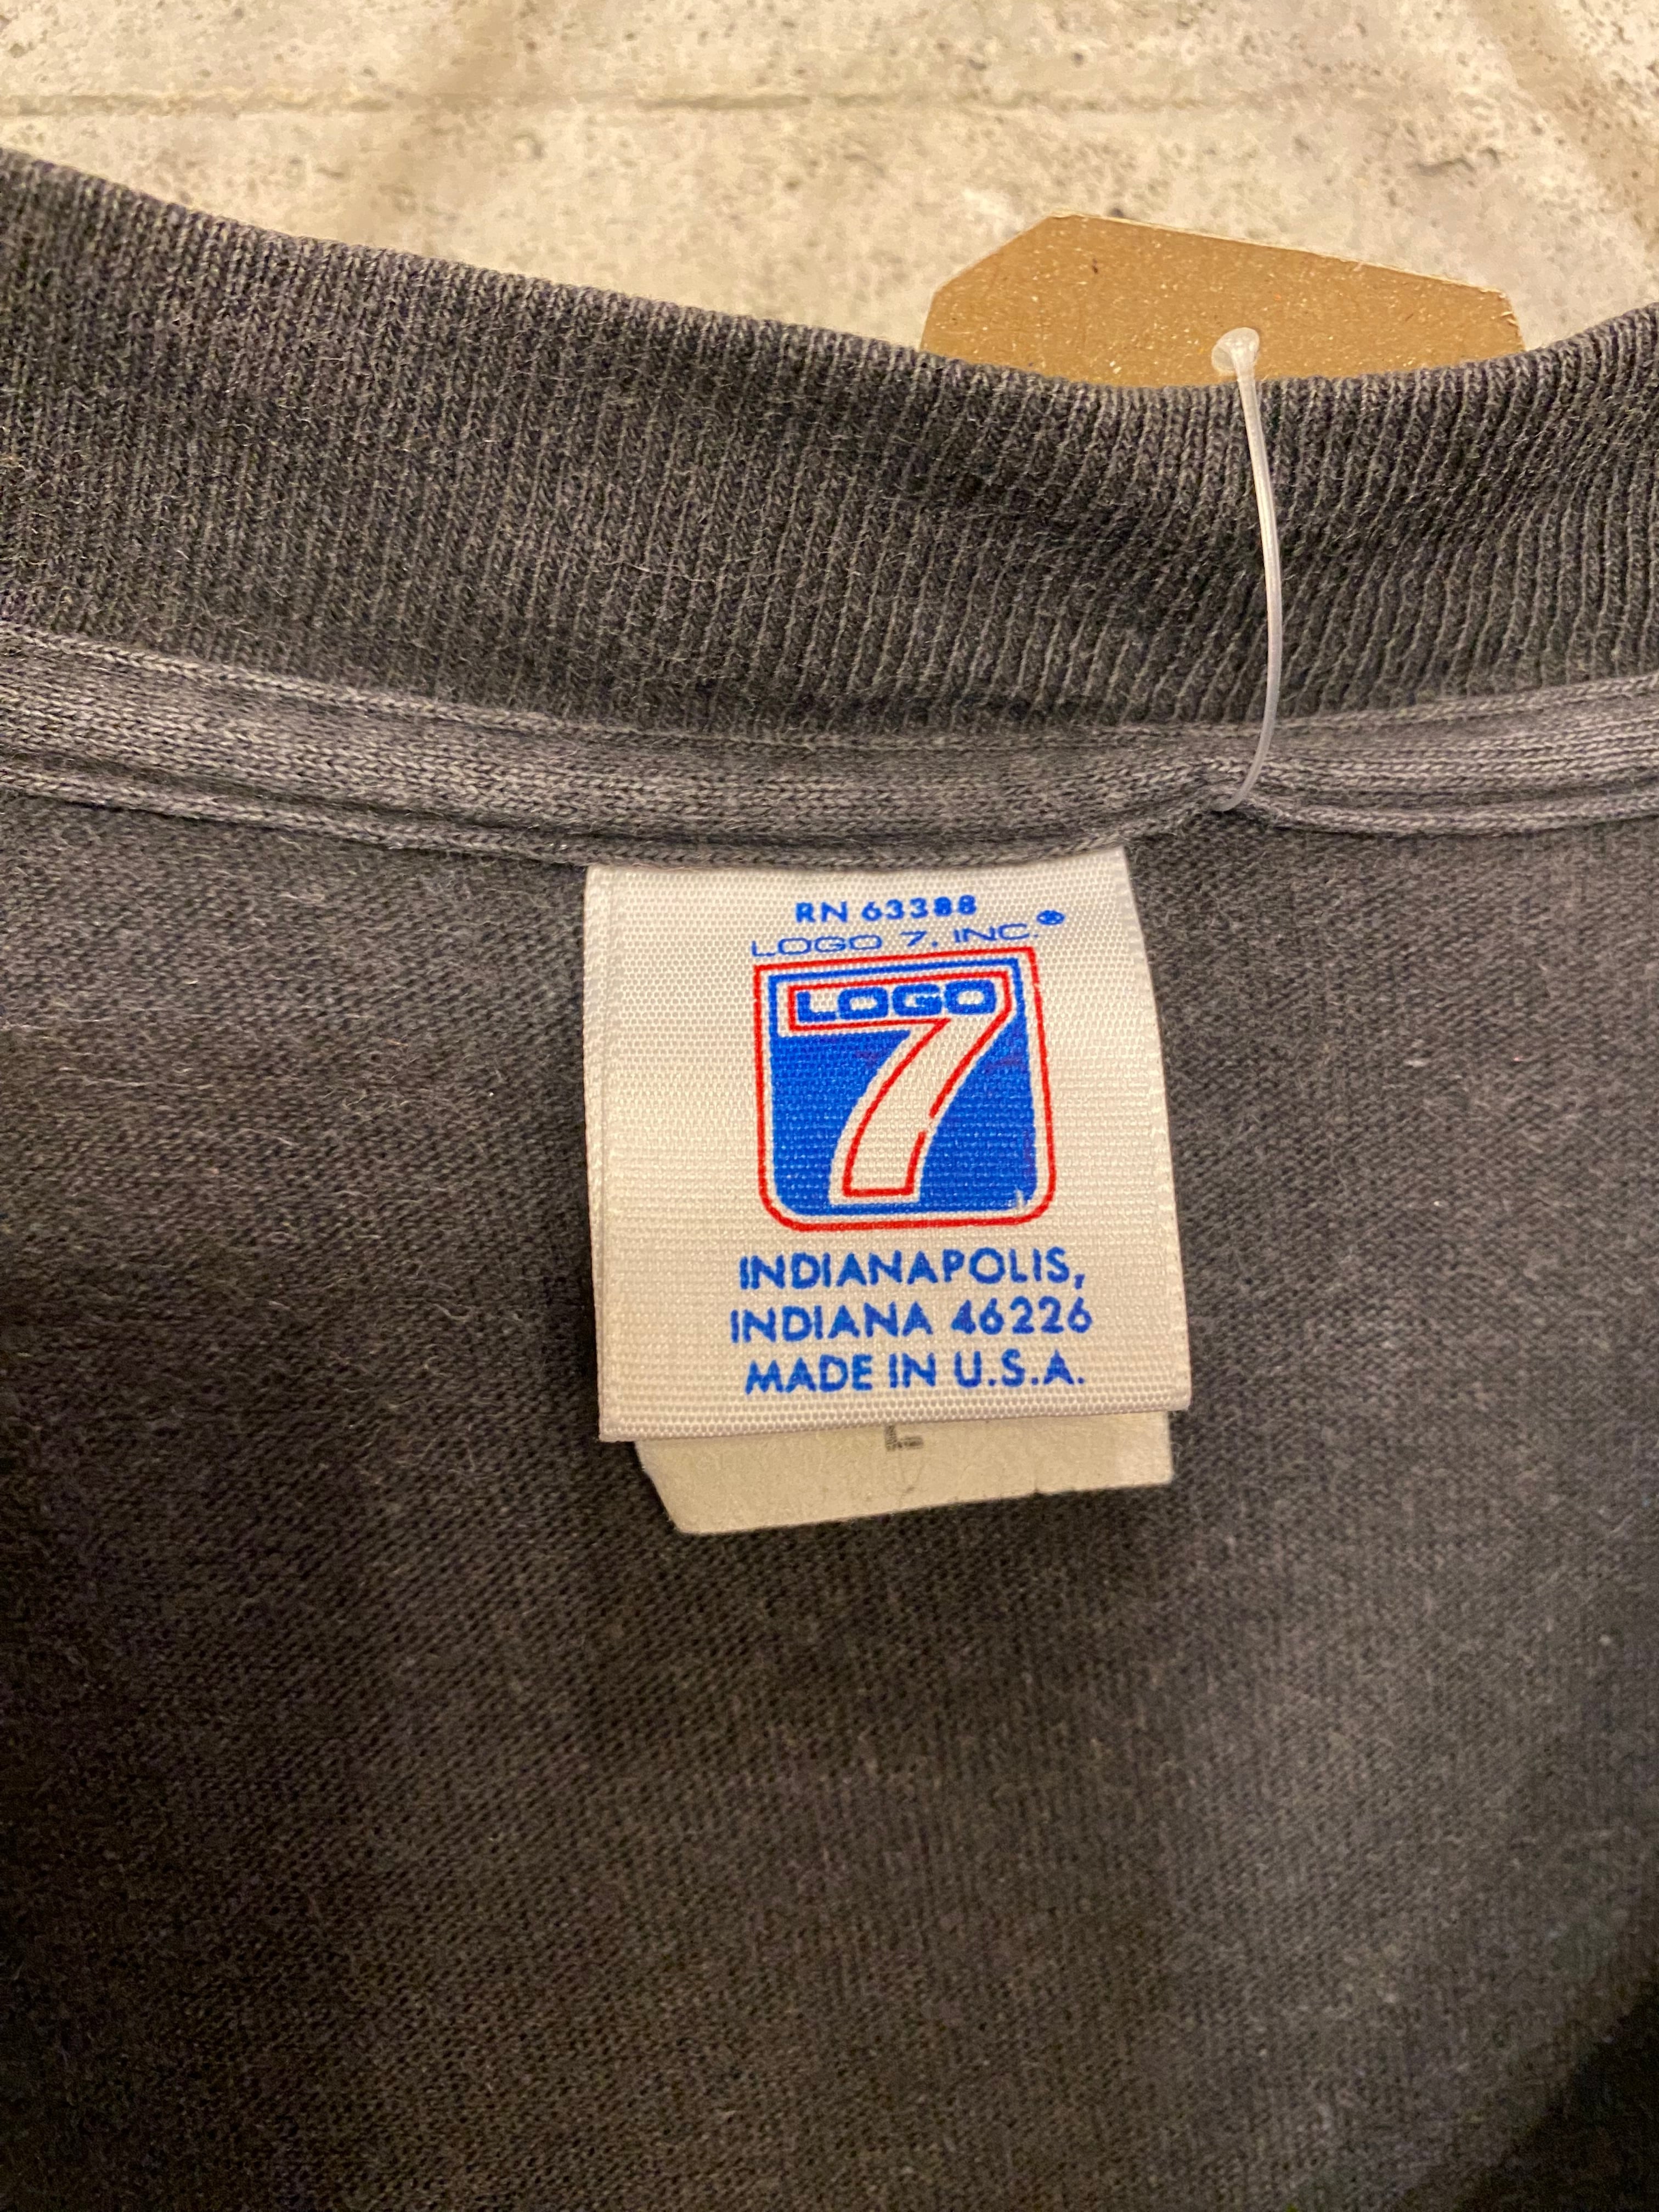 RN 63388
LOGO 7, INC.®
LOGO
7
INDIANAPOLIS,
INDIANA 46226
MADE IN U.S.A.
L